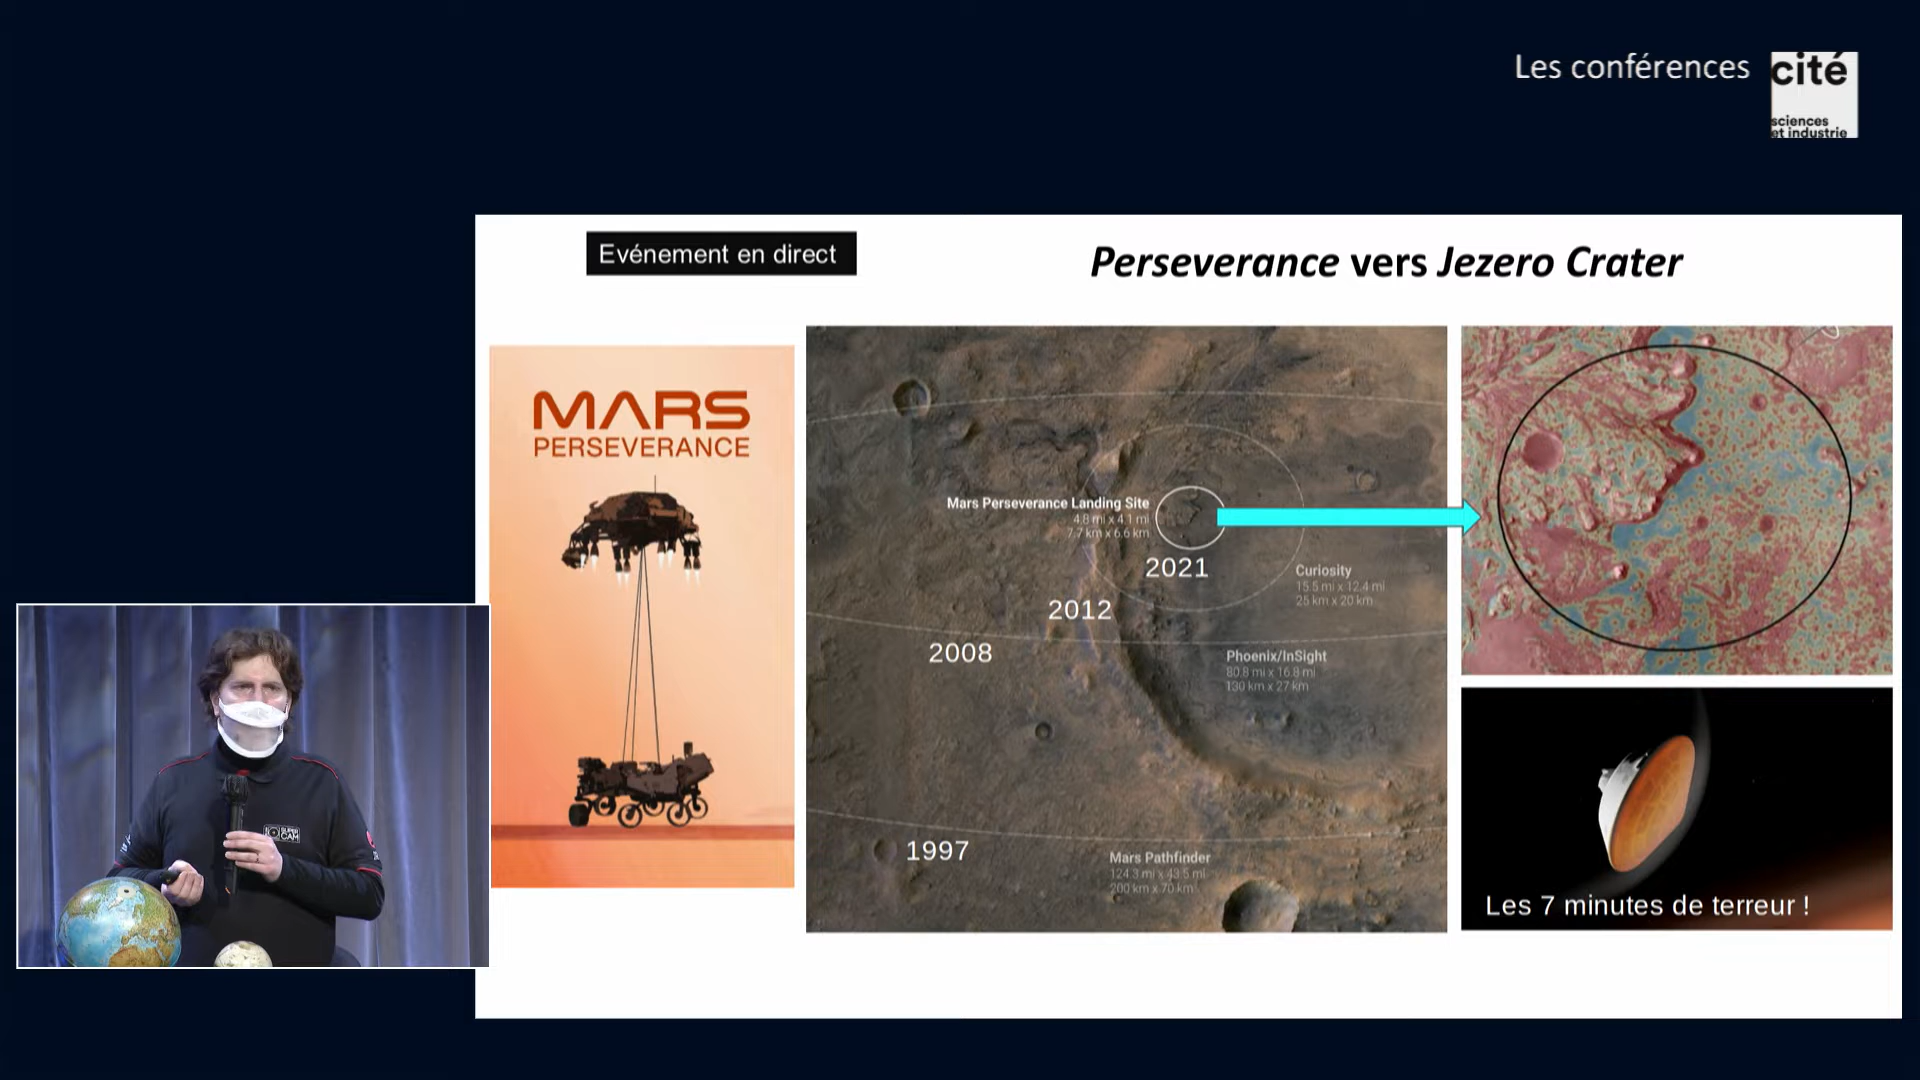 Les conférences
cité
sciences
et industrie
Evénement en direct
Perseverance vers Jezero Crater
MARS
PERSEVERANCE
Mars Perseverance Landing Site
4.8 mi x 4.1 mi
7.7 km x 6.6 km
2021
Curiosity
15.5 mi x 12.4 mi
25 km x 20 km
2012
2008
Phoenix/InSight
80.8 mi x 16.8 mi
130 km x 27 km
1997
Mars Pathfinder
124.3 mi x 43.5 mi
200 km x 70 km
Les 7 minutes de terreur !
SUPER
CAM